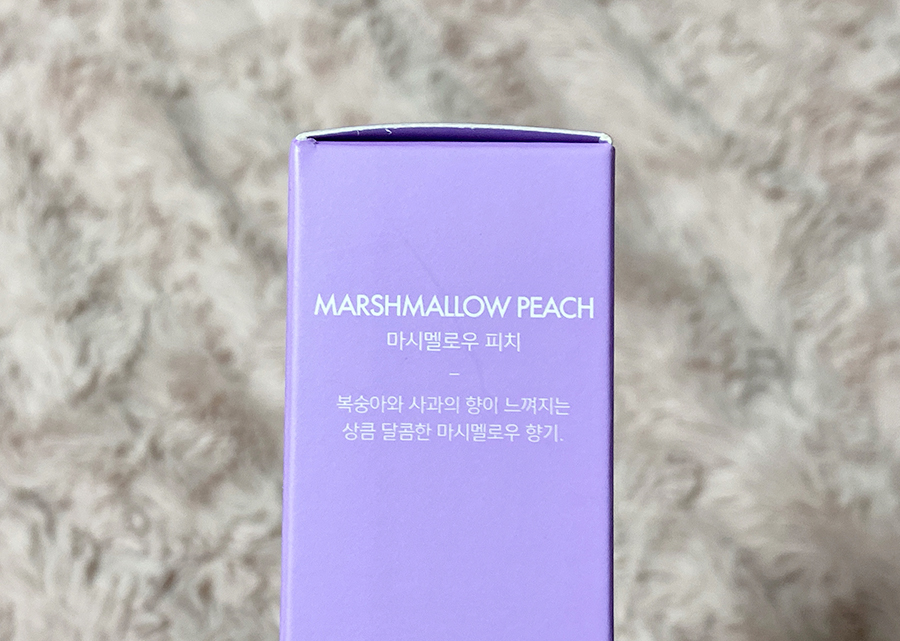 MARSHMALLOW PEACH
마시멜로우 피치
–
복숭아와 사과의 향이 느껴지는
상큼 달콤한 마시멜로우 향기.